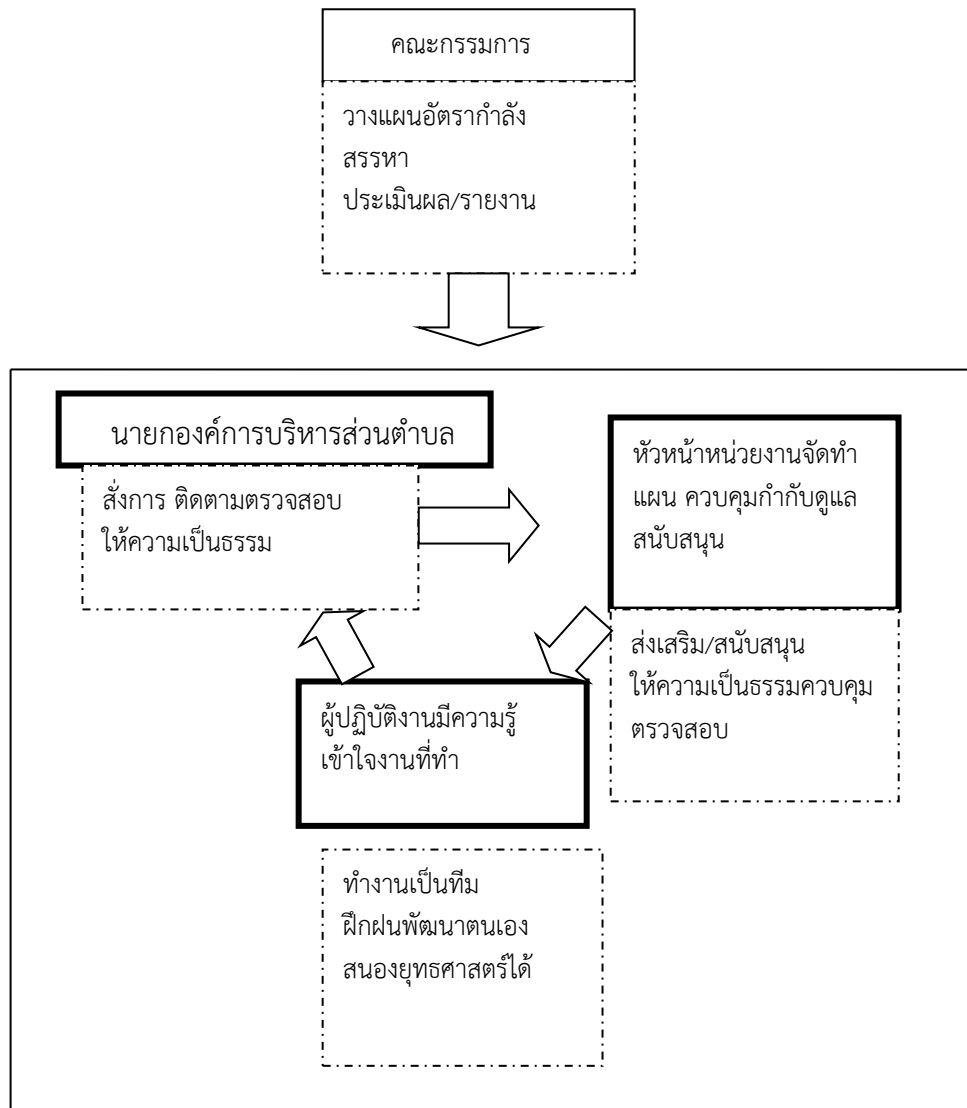 คณะกรรมการ
วางแผนอัตรากำลัง
สรรหา
ประเมินผล/รายงาน
นายกองค์การบริหารส่วนตำบล
สั่งการ ติดตามตรวจสอบ
ให้ความเป็นธรรม
หัวหน้าหน่วยงานจัดทำ
แผน ควบคุมกำกับดูแล
สนับสนุน
ส่งเสริม/สนับสนุน
ให้ความเป็นธรรมควบคุม
ตรวจสอบ
ผู้ปฏิบัติงานมีความรู้
เข้าใจงานที่ทำ
ทำงานเป็นทีม
ฝึกฝนพัฒนาตนเอง
สนองยุทธศาสตร์ได้